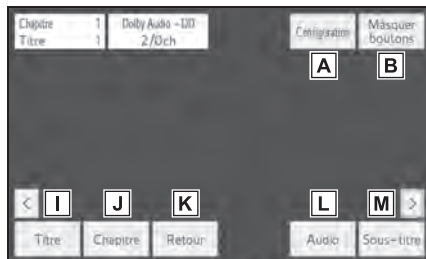 Chapitre 1
Titre 1
Dolby Audio -DD
2/0ch
Configuration
Masquer
boutons
A
B
<
I
J
K
L
M
>
Titre
Chapitre
Retour
Audio
Sous-titre